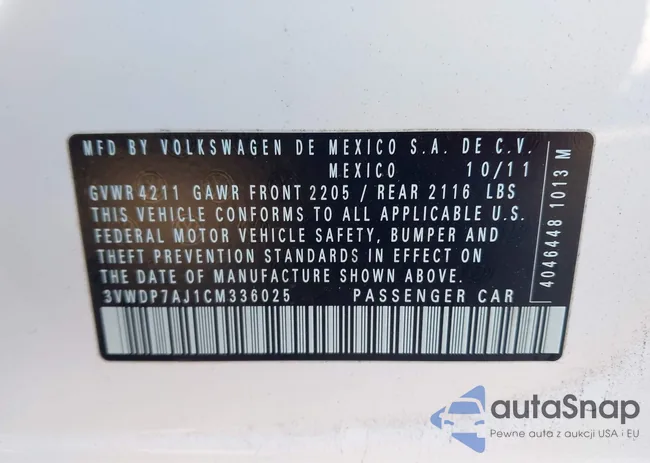 MFD BY VOLKSWAGEN DE MEXICO S.A. DE C.V.
MEXICO 10/11
GVWR4211 GAWR FRONT 2205 / REAR 2116 LBS
THIS VEHICLE CONFORMS TO ALL APPLICABLE U.S.
FEDERAL MOTOR VEHICLE SAFETY, BUMPER AND
THEFT PREVENTION STANDARDS IN EFFECT ON
THE DATE OF MANUFACTURE SHOWN ABOVE.
3VWDP7AJ1CM336025 PASSENGER CAR
4046448 1013 M
autaSnap
Pewne auta z aukcji USA i EU